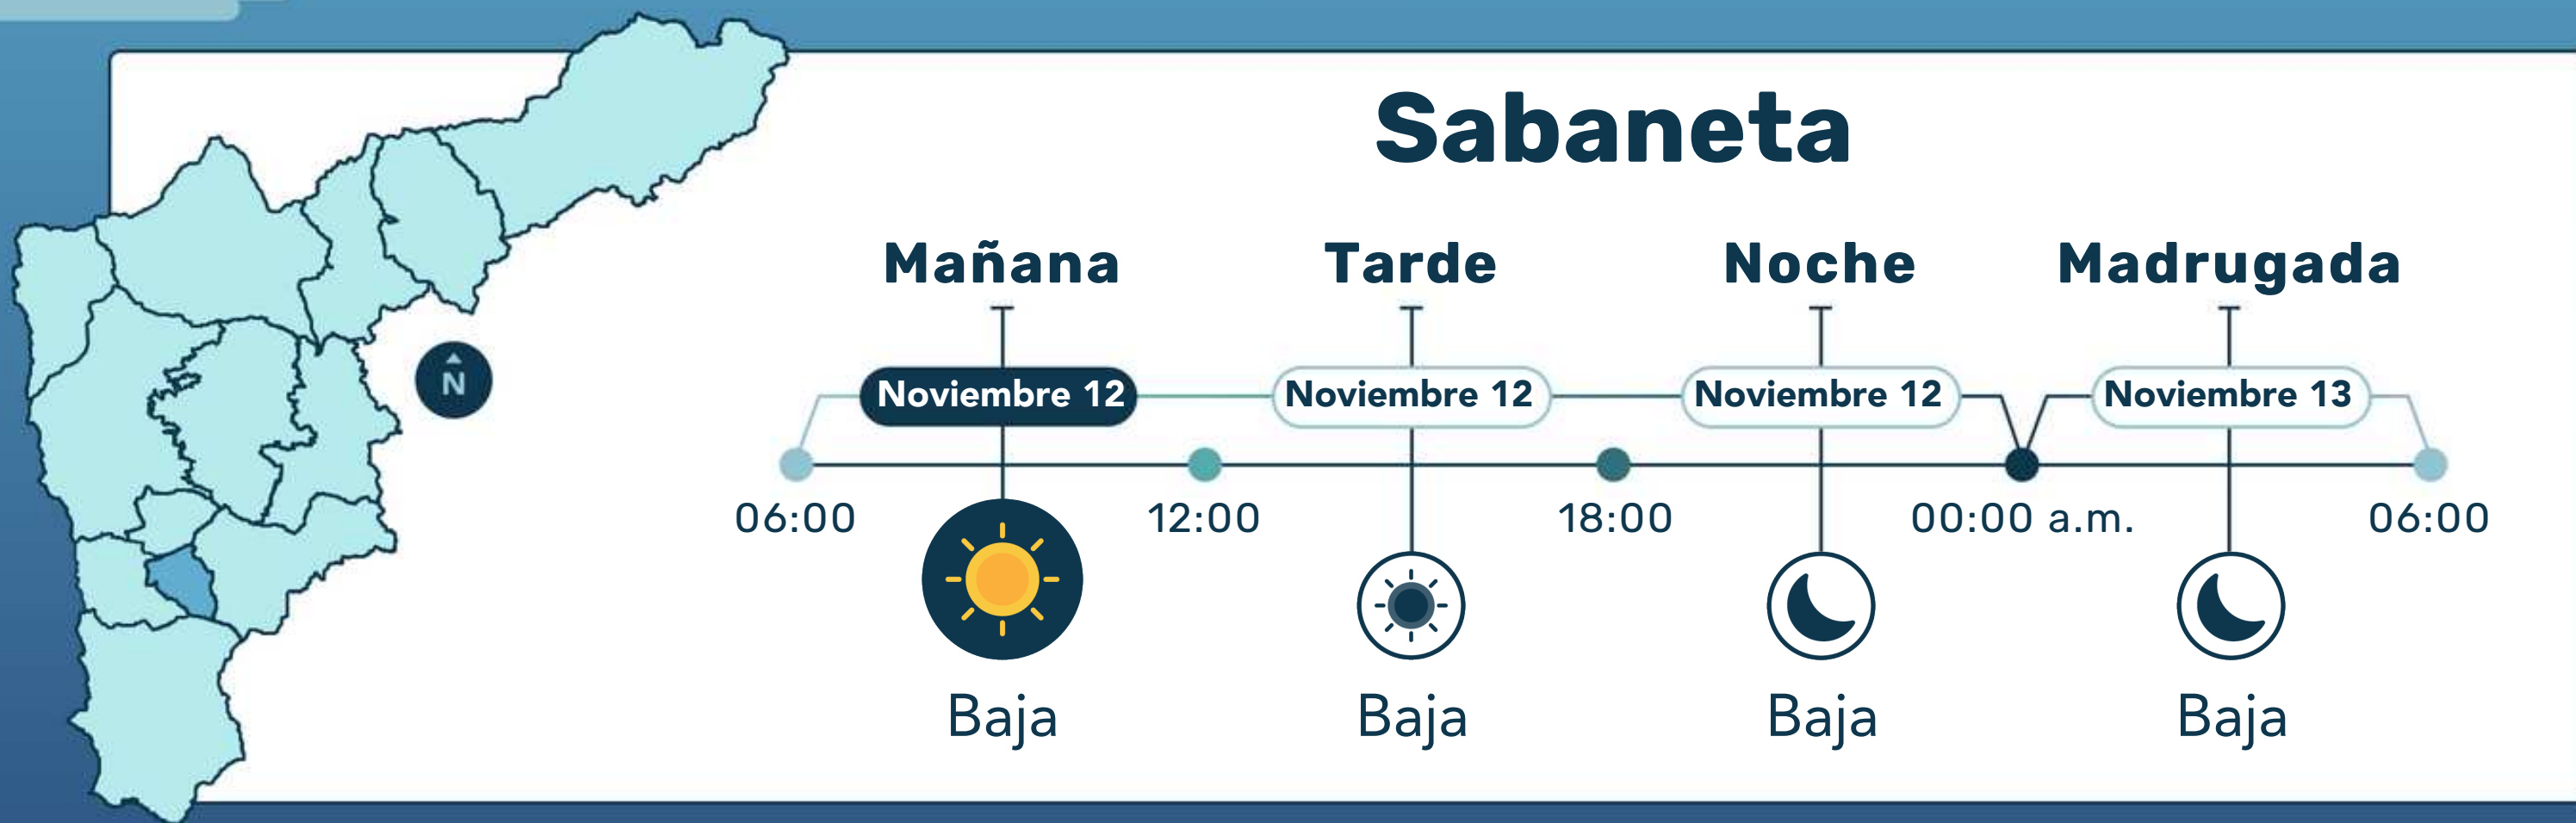 Sabaneta
Mañana Tarde Noche Madrugada
N
Noviembre 12 Noviembre 12 Noviembre 12 Noviembre 13
06:00 12:00 18:00 00:00 a.m. 06:00
Baja Baja Baja Baja